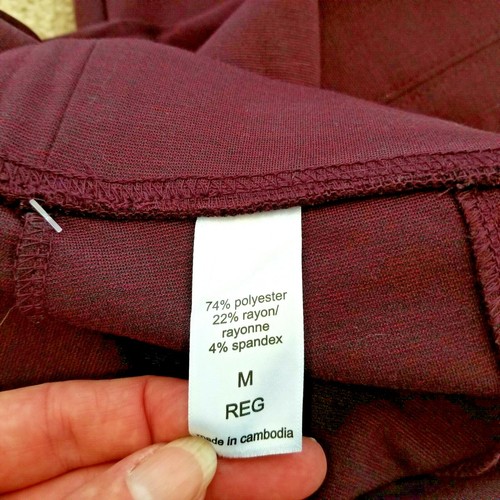 74% polyester
22% rayon/
rayonne
4% spandex
M
REG
made in cambodia